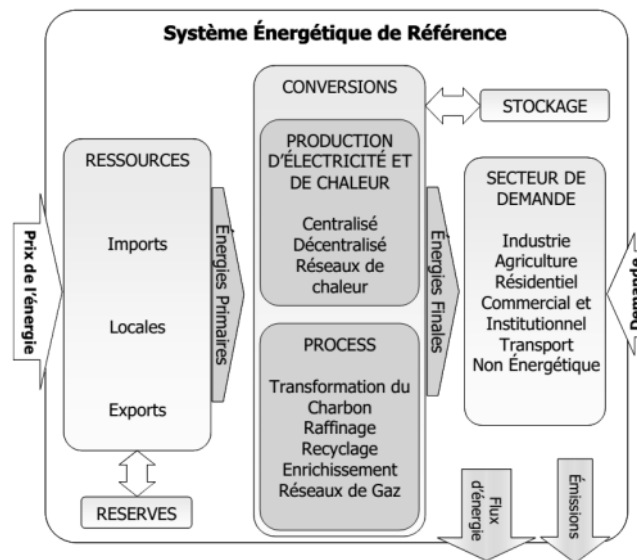 Système Énergétique de Référence
Prix de l'énergie
RESSOURCES
Imports
Locales
Exports
RESERVES
Énergies Primaires
CONVERSIONS
PRODUCTION
D'ÉLECTRICITÉ ET
DE CHALEUR
Centralisé
Décentralisé
Réseaux de
chaleur
PROCESS
Transformation du
Charbon
Raffinage
Recyclage
Enrichissement
Réseaux de Gaz
Énergies Finales
STOCKAGE
SECTEUR DE
DEMANDE
Industrie
Agriculture
Résidentiel
Commercial et
Institutionnel
Transport
Non Énergétique
Demande
Flux
d'énergie
Émissions